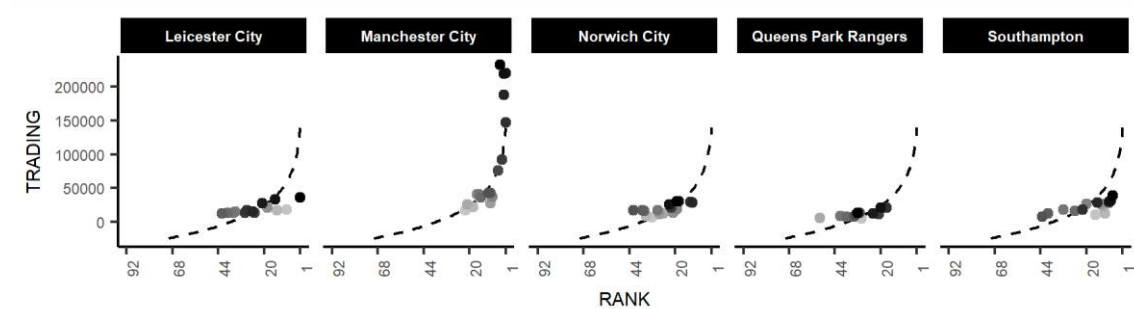 Leicester City Manchester City Norwich City Queens Park Rangers Southampton
TRADING
200000
150000
100000
50000
0
92 68 44 20 1 92 68 44 20 1 92 68 44 20 1 92 68 44 20 1 92 68 44 20 1
RANK